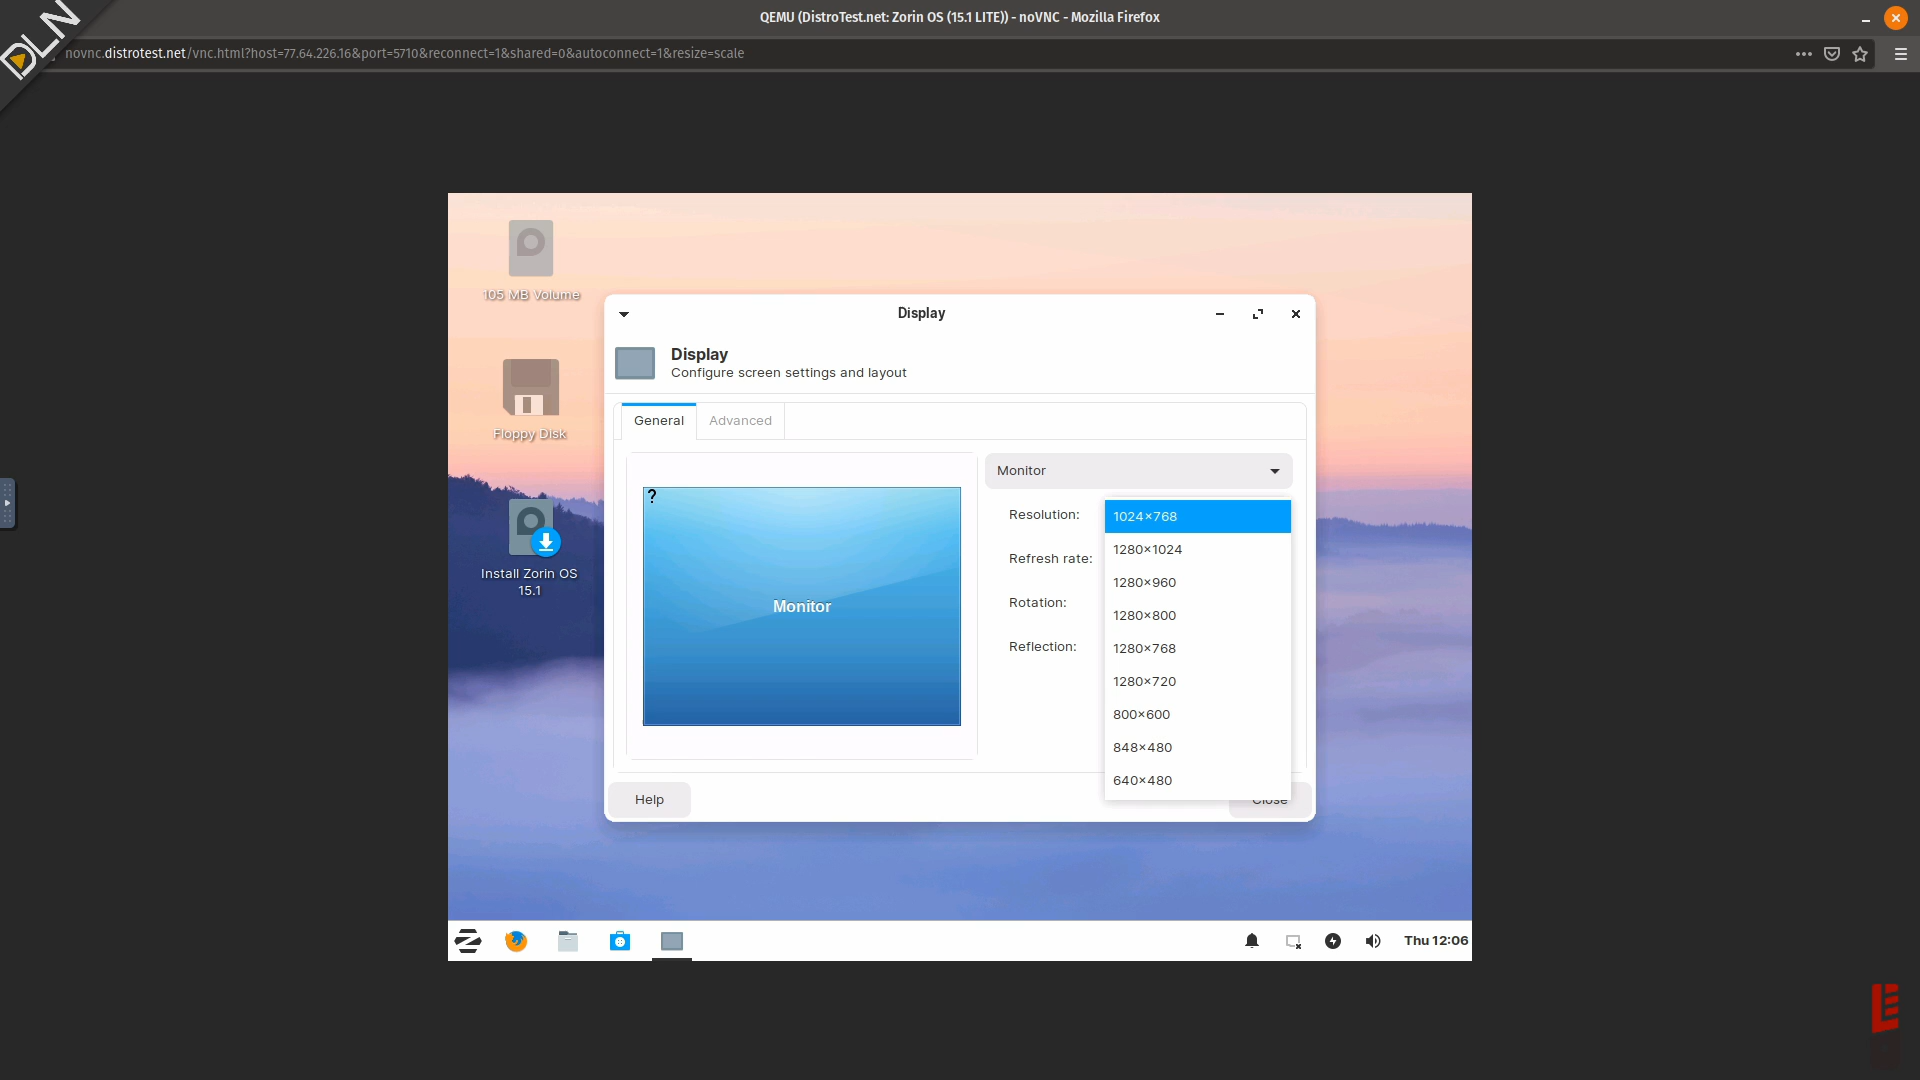 QEMU (DistroTest.net: Zorin OS (15.1 LITE)) - noVNC - Mozilla Firefox
DLN
novnc.distrotest.net/vnc.html?host=77.64.226.16&port=5710&reconnect=1&shared=0&autoconnect=1&resize=scale
105 MB Volume
Floppy Disk
Install Zorin OS
15.1
Display
Display
Configure screen settings and layout
General
Advanced
?
Monitor
Monitor
Resolution:
Refresh rate:
Rotation:
Reflection:
1024×768
1280×1024
1280×960
1280×800
1280×768
1280×720
800×600
848×480
640×480
Help
Close
Thu 12:06